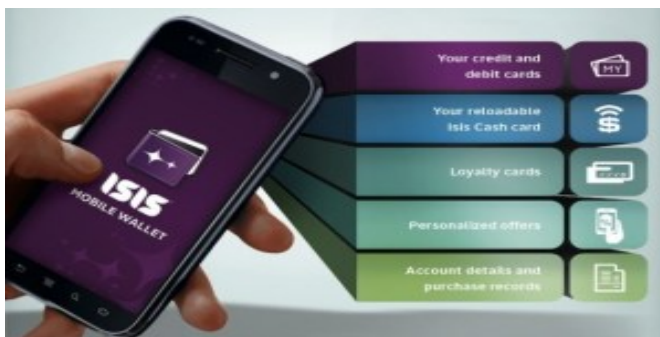 ISIS
MOBILE WALLET
Your credit and
debit cards
MY
Your reloadable
Isis Cash card
$
Loyalty cards
Personalized offers
Account details and
purchase records